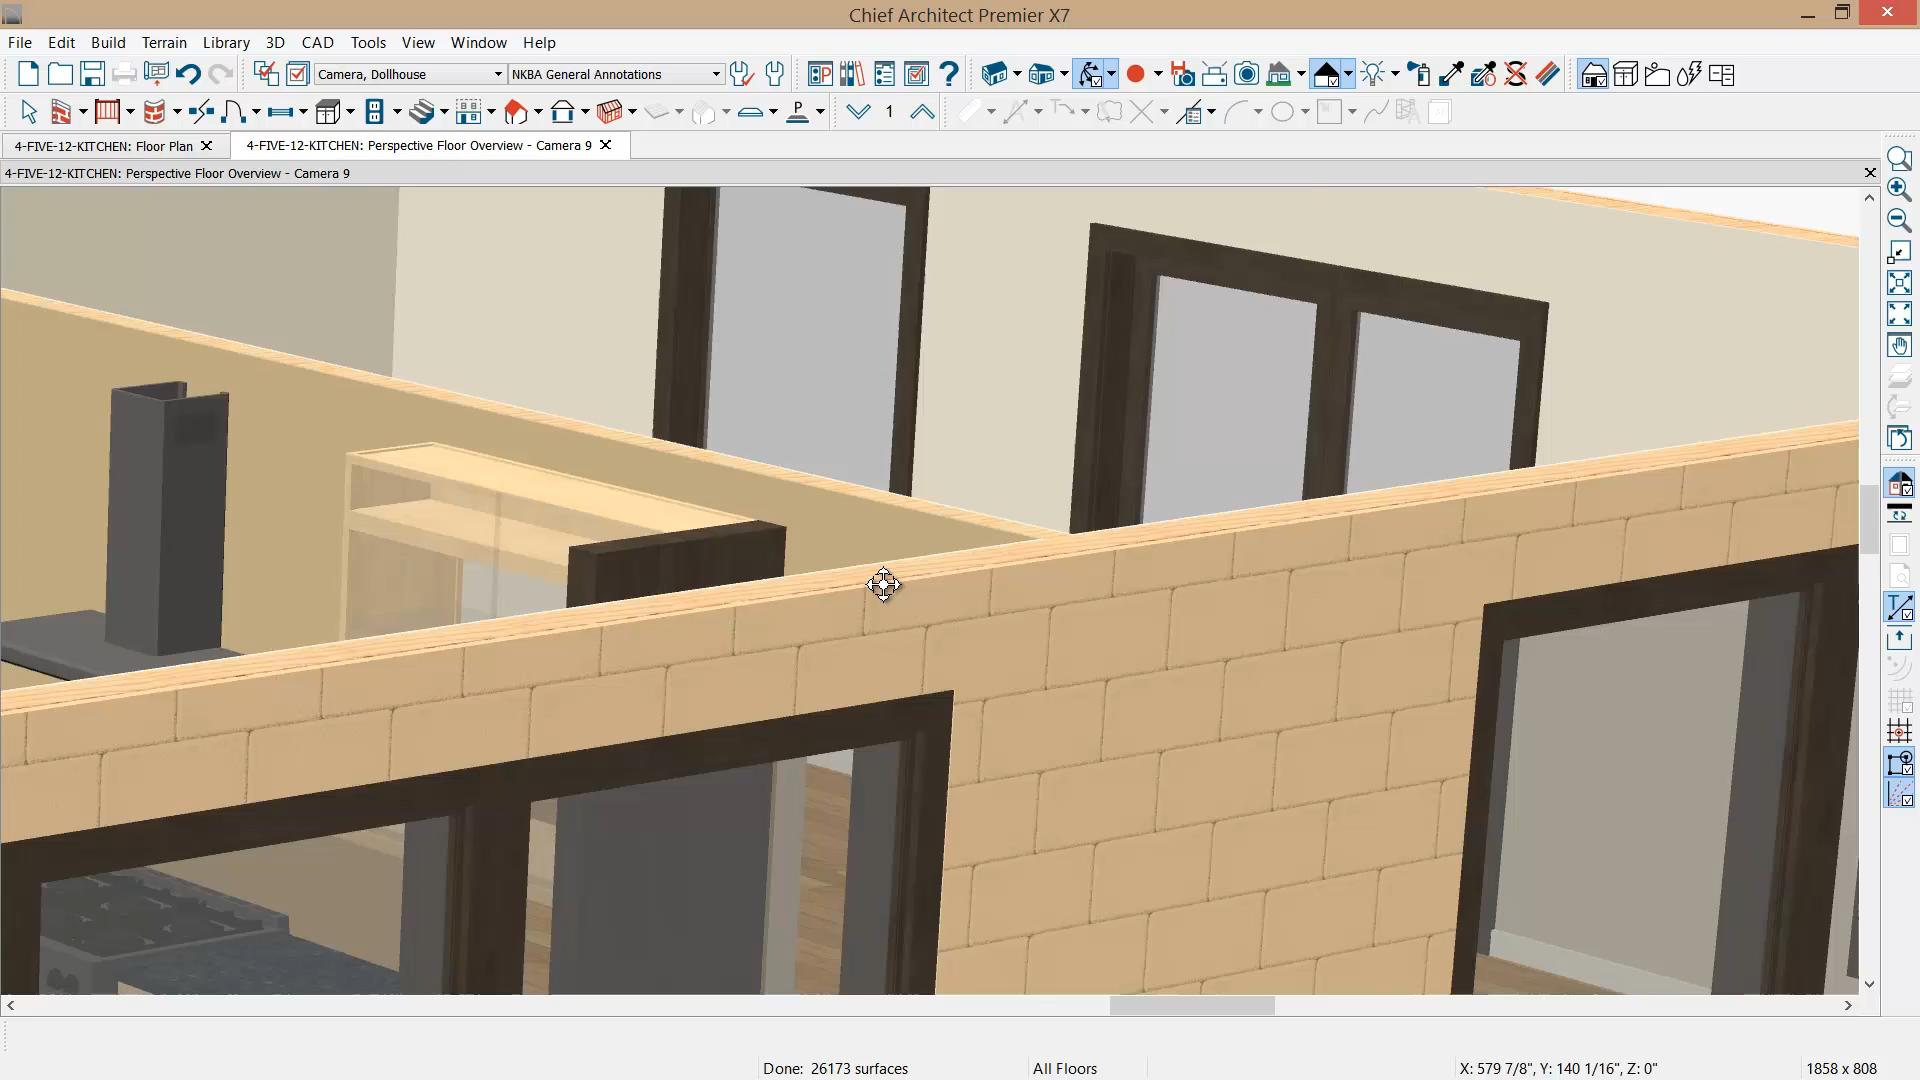 Chief Architect Premier X7
File Edit Build Terrain Library 3D CAD Tools View Window Help
Camera, Dollhouse NKBA General Annotations
1
4-FIVE-12-KITCHEN: Floor Plan 4-FIVE-12-KITCHEN: Perspective Floor Overview - Camera 9
4-FIVE-12-KITCHEN: Perspective Floor Overview - Camera 9
Done: 26173 surfaces All Floors X: 579 7/8", Y: 140 1/16", Z: 0" 1858 x 808